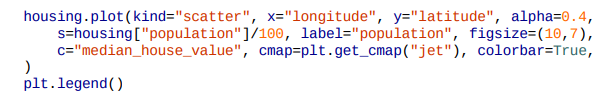 housing.plot(kind="scatter", x="longitude", y="latitude", alpha=0.4,
    s=housing["population"]/100, label="population", figsize=(10,7),
    c="median_house_value", cmap=plt.get_cmap("jet"), colorbar=True,
)
plt.legend()